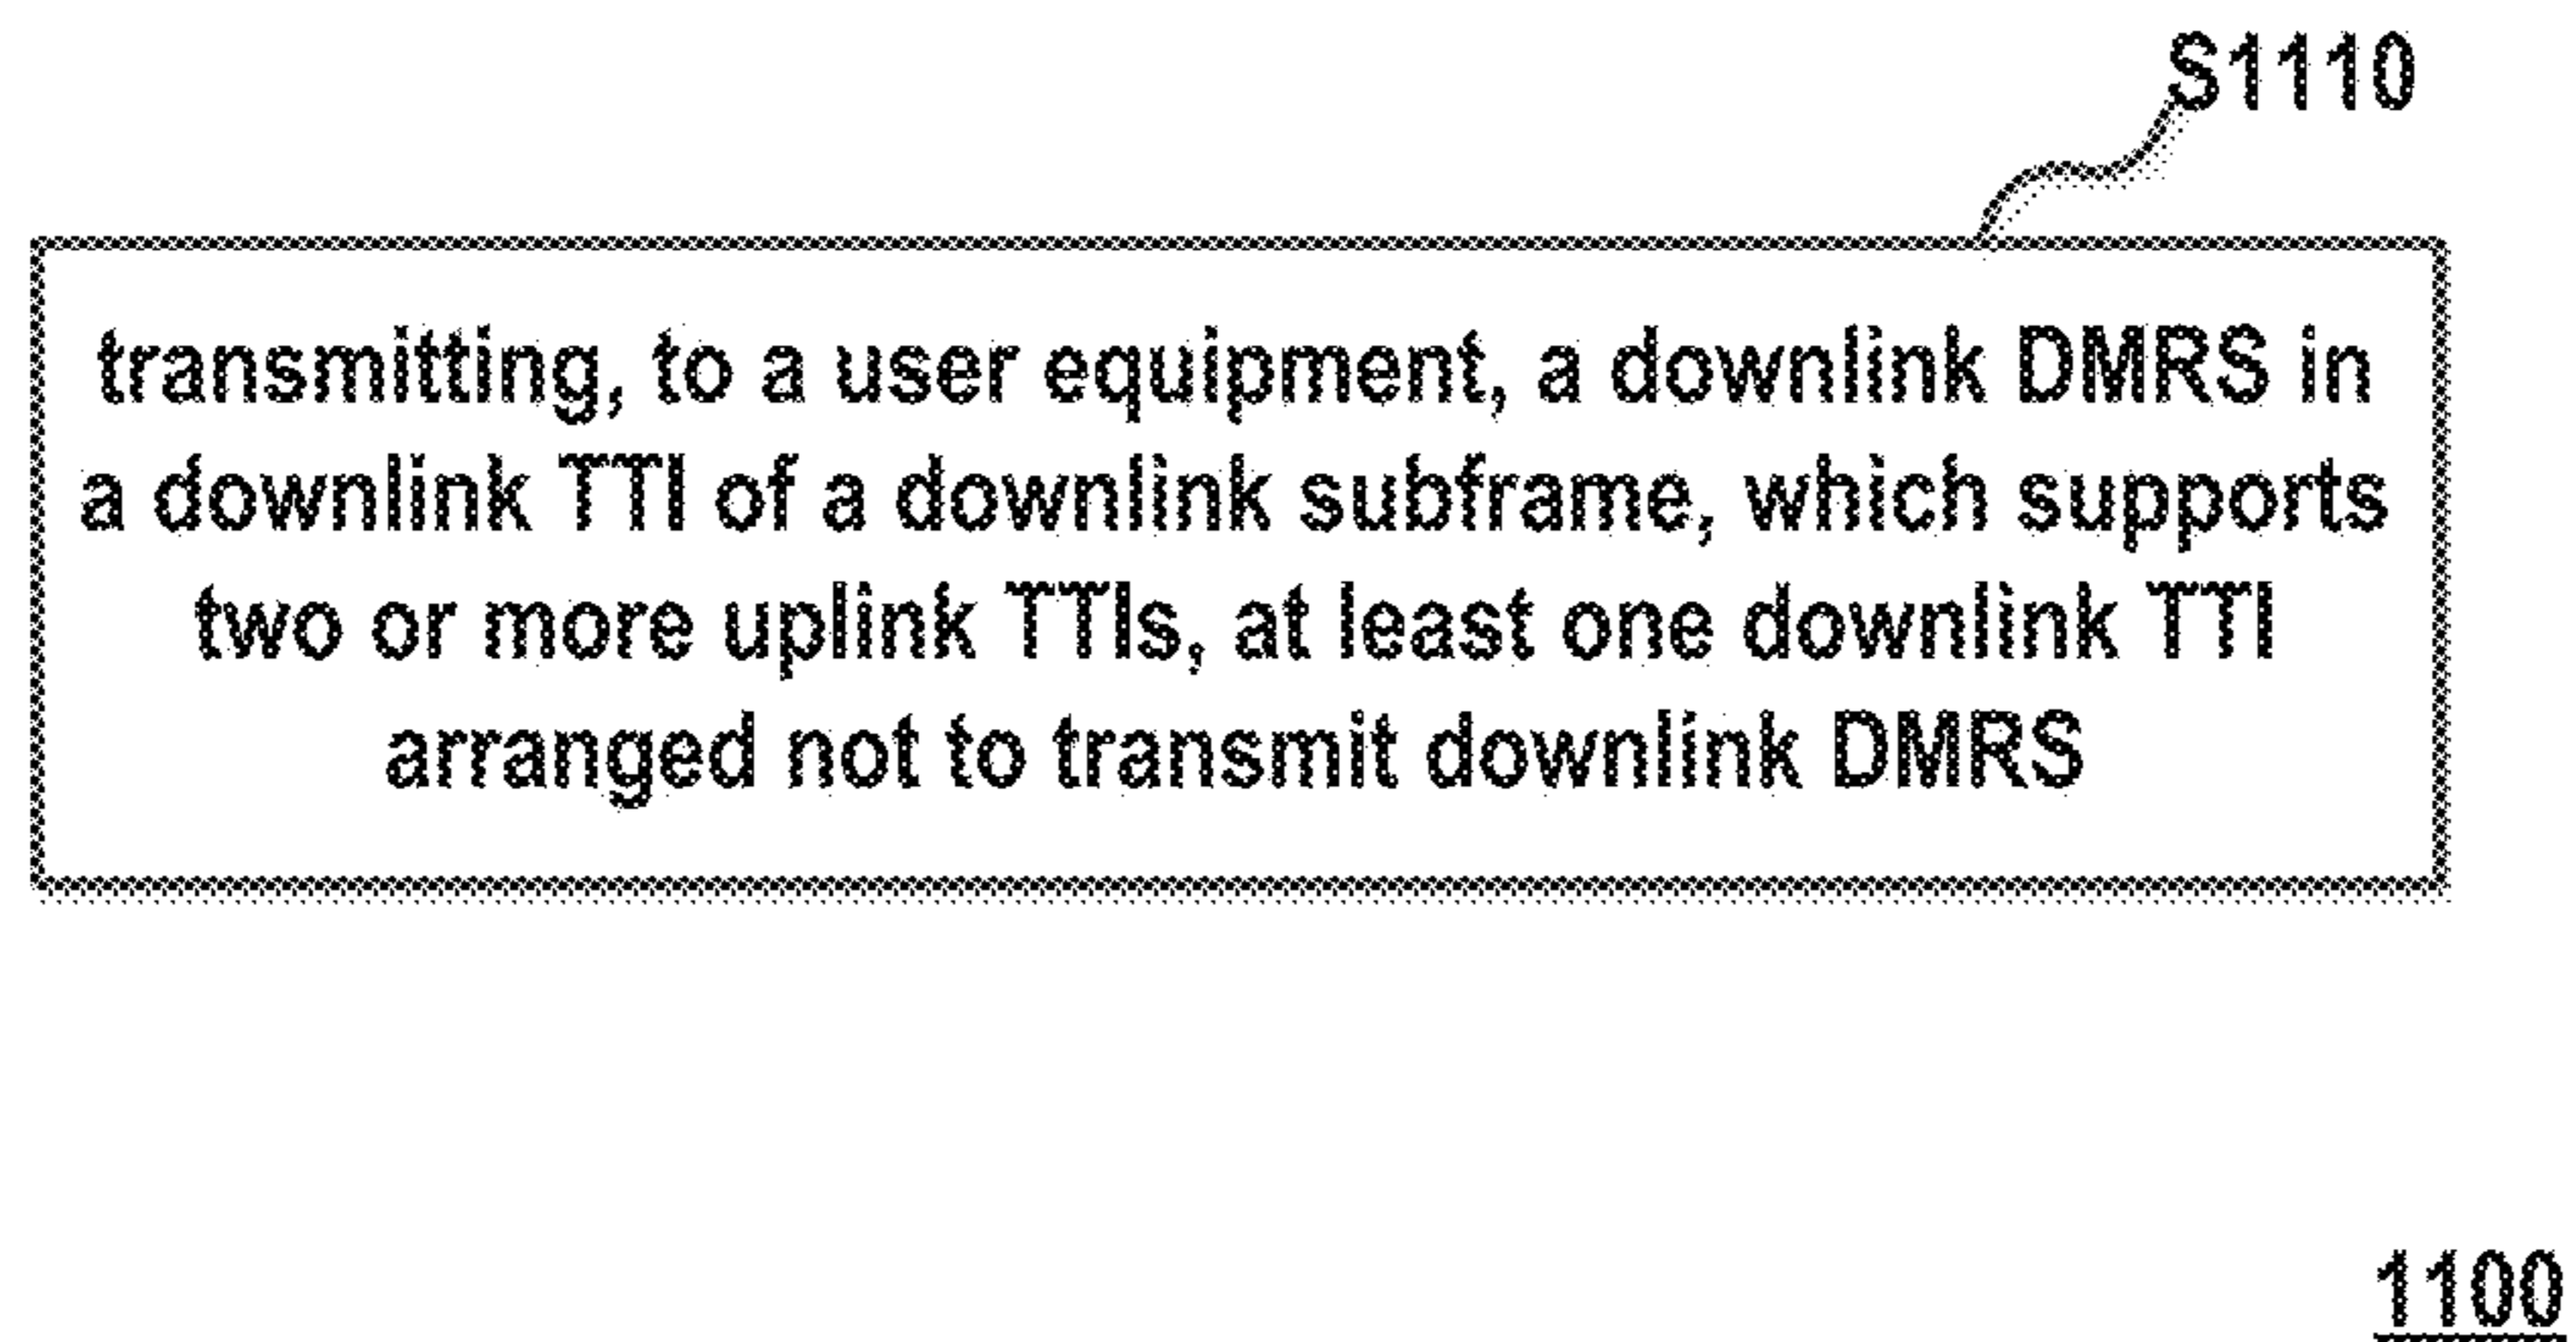 S1110
transmitting, to a user equipment, a downlink DMRS in
a downlink TTI of a downlink subframe, which supports
two or more uplink TTIs, at least one downlink TTI
arranged not to transmit downlink DMRS
1100